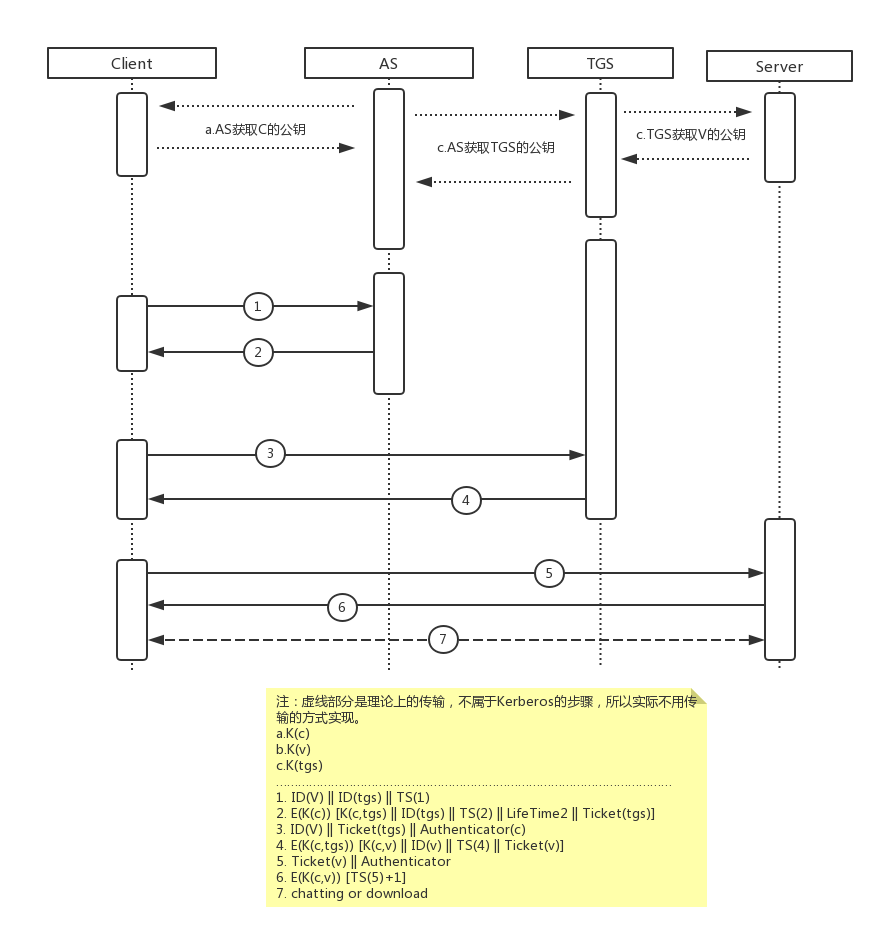 Client
AS
TGS
Server
a.AS获取C的公钥
c.AS获取TGS的公钥
c.TGS获取V的公钥
1
2
3
4
5
6
7
注：虚线部分是理论上的传输，不属于Kerberos的步骤，所以实际不用传
输的方式实现。
a.K(c)
b.K(v)
c.K(tgs)
1. ID(V) || ID(tgs) || TS(1)
2. E(K(c)) [K(c,tgs) || ID(tgs) || TS(2) || LifeTime2 || Ticket(tgs)]
3. ID(V) || Ticket(tgs) || Authenticator(c)
4. E(K(c,tgs)) [K(c,v) || ID(v) || TS(4) || Ticket(v)]
5. Ticket(v) || Authenticator
6. E(K(c,v)) [TS(5)+1]
7. chatting or download